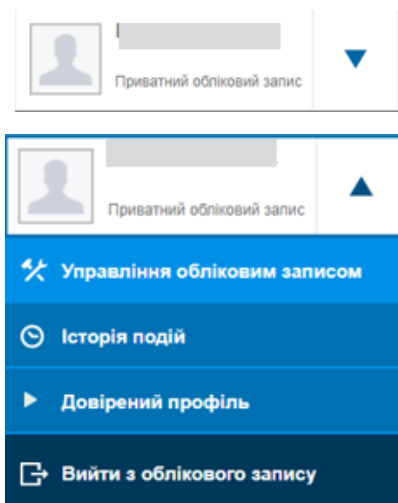 Приватний обліковий запис
Приватний обліковий запис
Управління обліковим записом
Історія подій
Довірений профіль
Вийти з облікового запису